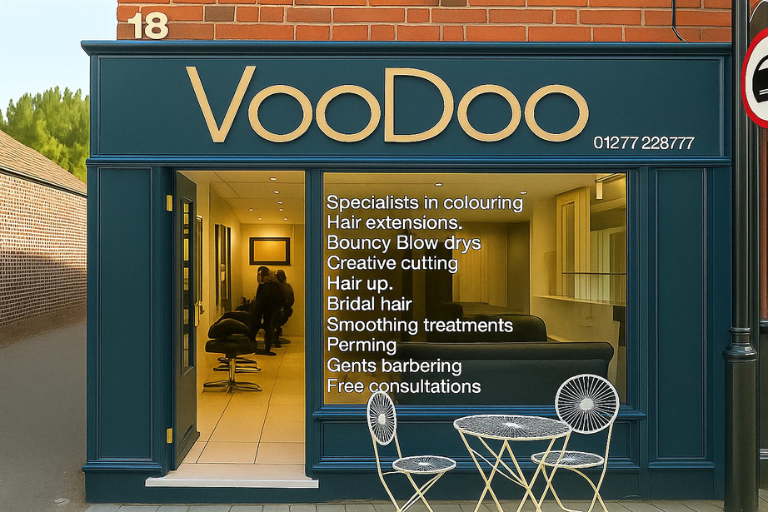 18
VooDoo
01277 228777
Specialists in colouring
Hair extensions.
Bouncy Blow drys
Creative cutting
Hair up.
Bridal hair
Smoothing treatments
Perming
Gents barbering
Free consultations